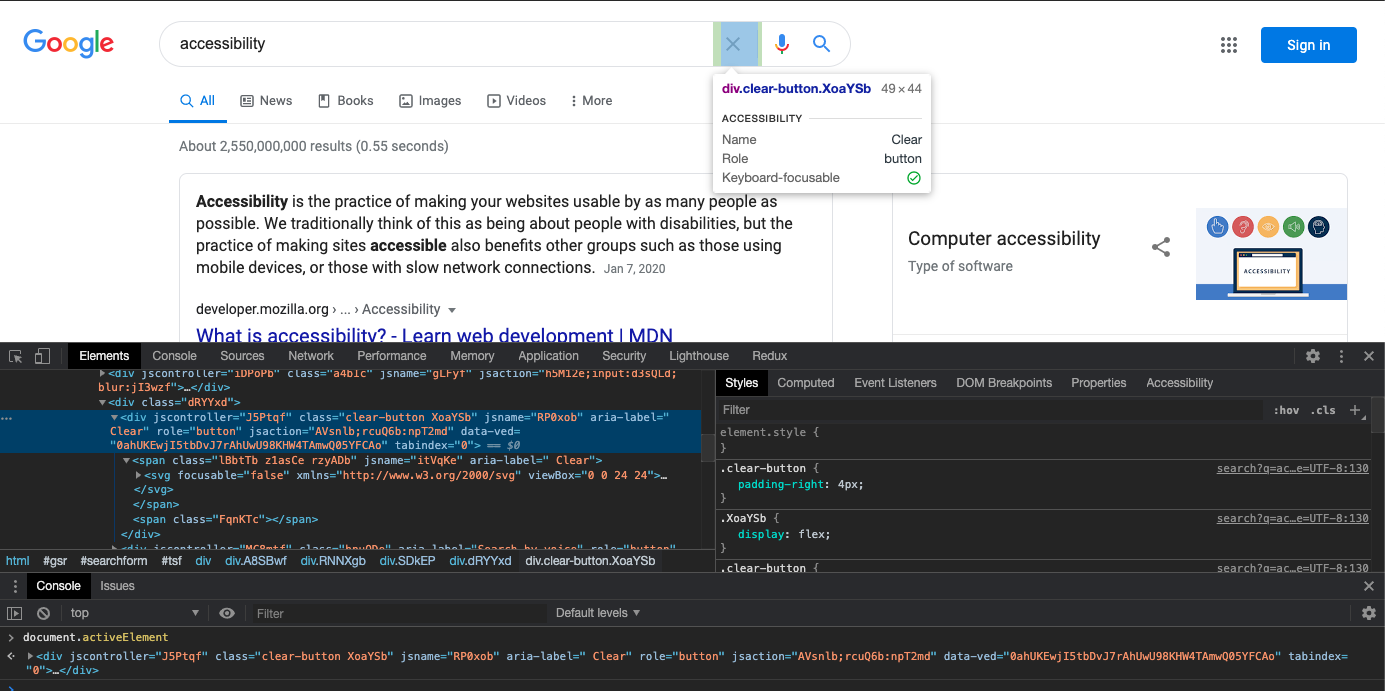 Google
accessibility
Sign in
All
News
Books
Images
Videos
More
div.clear-button.XoaYSb 49 × 44
ACCESSIBILITY
Name Clear
Role button
Keyboard-focusable
About 2,550,000,000 results (0.55 seconds)
Accessibility is the practice of making your websites usable by as many people as
possible. We traditionally think of this as being about people with disabilities, but the
practice of making sites accessible also benefits other groups such as those using
mobile devices, or those with slow network connections. Jan 7, 2020
developer.mozilla.org › ... › Accessibility
What is accessibility? - Learn web development | MDN
Computer accessibility
Type of software
ACCESSIBILITY
Elements Console Sources Network Performance Memory Application Security Lighthouse Redux
<div jscontroller="iDPoPb" class="a4bIc" jsname="gLFyf" jsaction="h5M12e;input:d3sQLd;
blur:jI3wzf">…</div>
<div class="dRYYxd">
<div jscontroller="J5Ptqf" class="clear-button XoaYSb" jsname="RP0xob" aria-label="
Clear" role="button" jsaction="AVsnlb;rcuQ6b:npT2md" data-ved=
"0ahUKEwjI5tbDvJ7rAhUwU98KHW4TAmwQ05YFCAo" tabindex="0"> == $0
<span class="lBbtTb z1asCe rzyADb" jsname="itVqKe" aria-label=" Clear">
<svg focusable="false" xmlns="http://www.w3.org/2000/svg" viewBox="0 0 24 24">…
</svg>
</span>
<span class="FqnKTc"></span>
</div>
<div jscontroller="MC8mtf" class="hpuQDe" aria-label="Search by voice" role="button"
html #gsr #searchform #tsf div div.A8SBwf div.RNNXgb div.SDkEP div.dRYYxd div.clear-button.XoaYSb
Styles Computed Event Listeners DOM Breakpoints Properties Accessibility
Filter :hov .cls +
element.style {
}
.clear-button { search?q=ac…e=UTF-8:130
padding-right: 4px;
}
.XoaYSb { search?q=ac…e=UTF-8:130
display: flex;
}
.clear-button { search?q=ac…e=UTF-8:130
Console Issues
top Filter Default levels
> document.activeElement
<div jscontroller="J5Ptqf" class="clear-button XoaYSb" jsname="RP0xob" aria-label=" Clear" role="button" jsaction="AVsnlb;rcuQ6b:npT2md" data-ved="0ahUKEwjI5tbDvJ7rAhUwU98KHW4TAmwQ05YFCAo" tabindex=
"0">…</div>